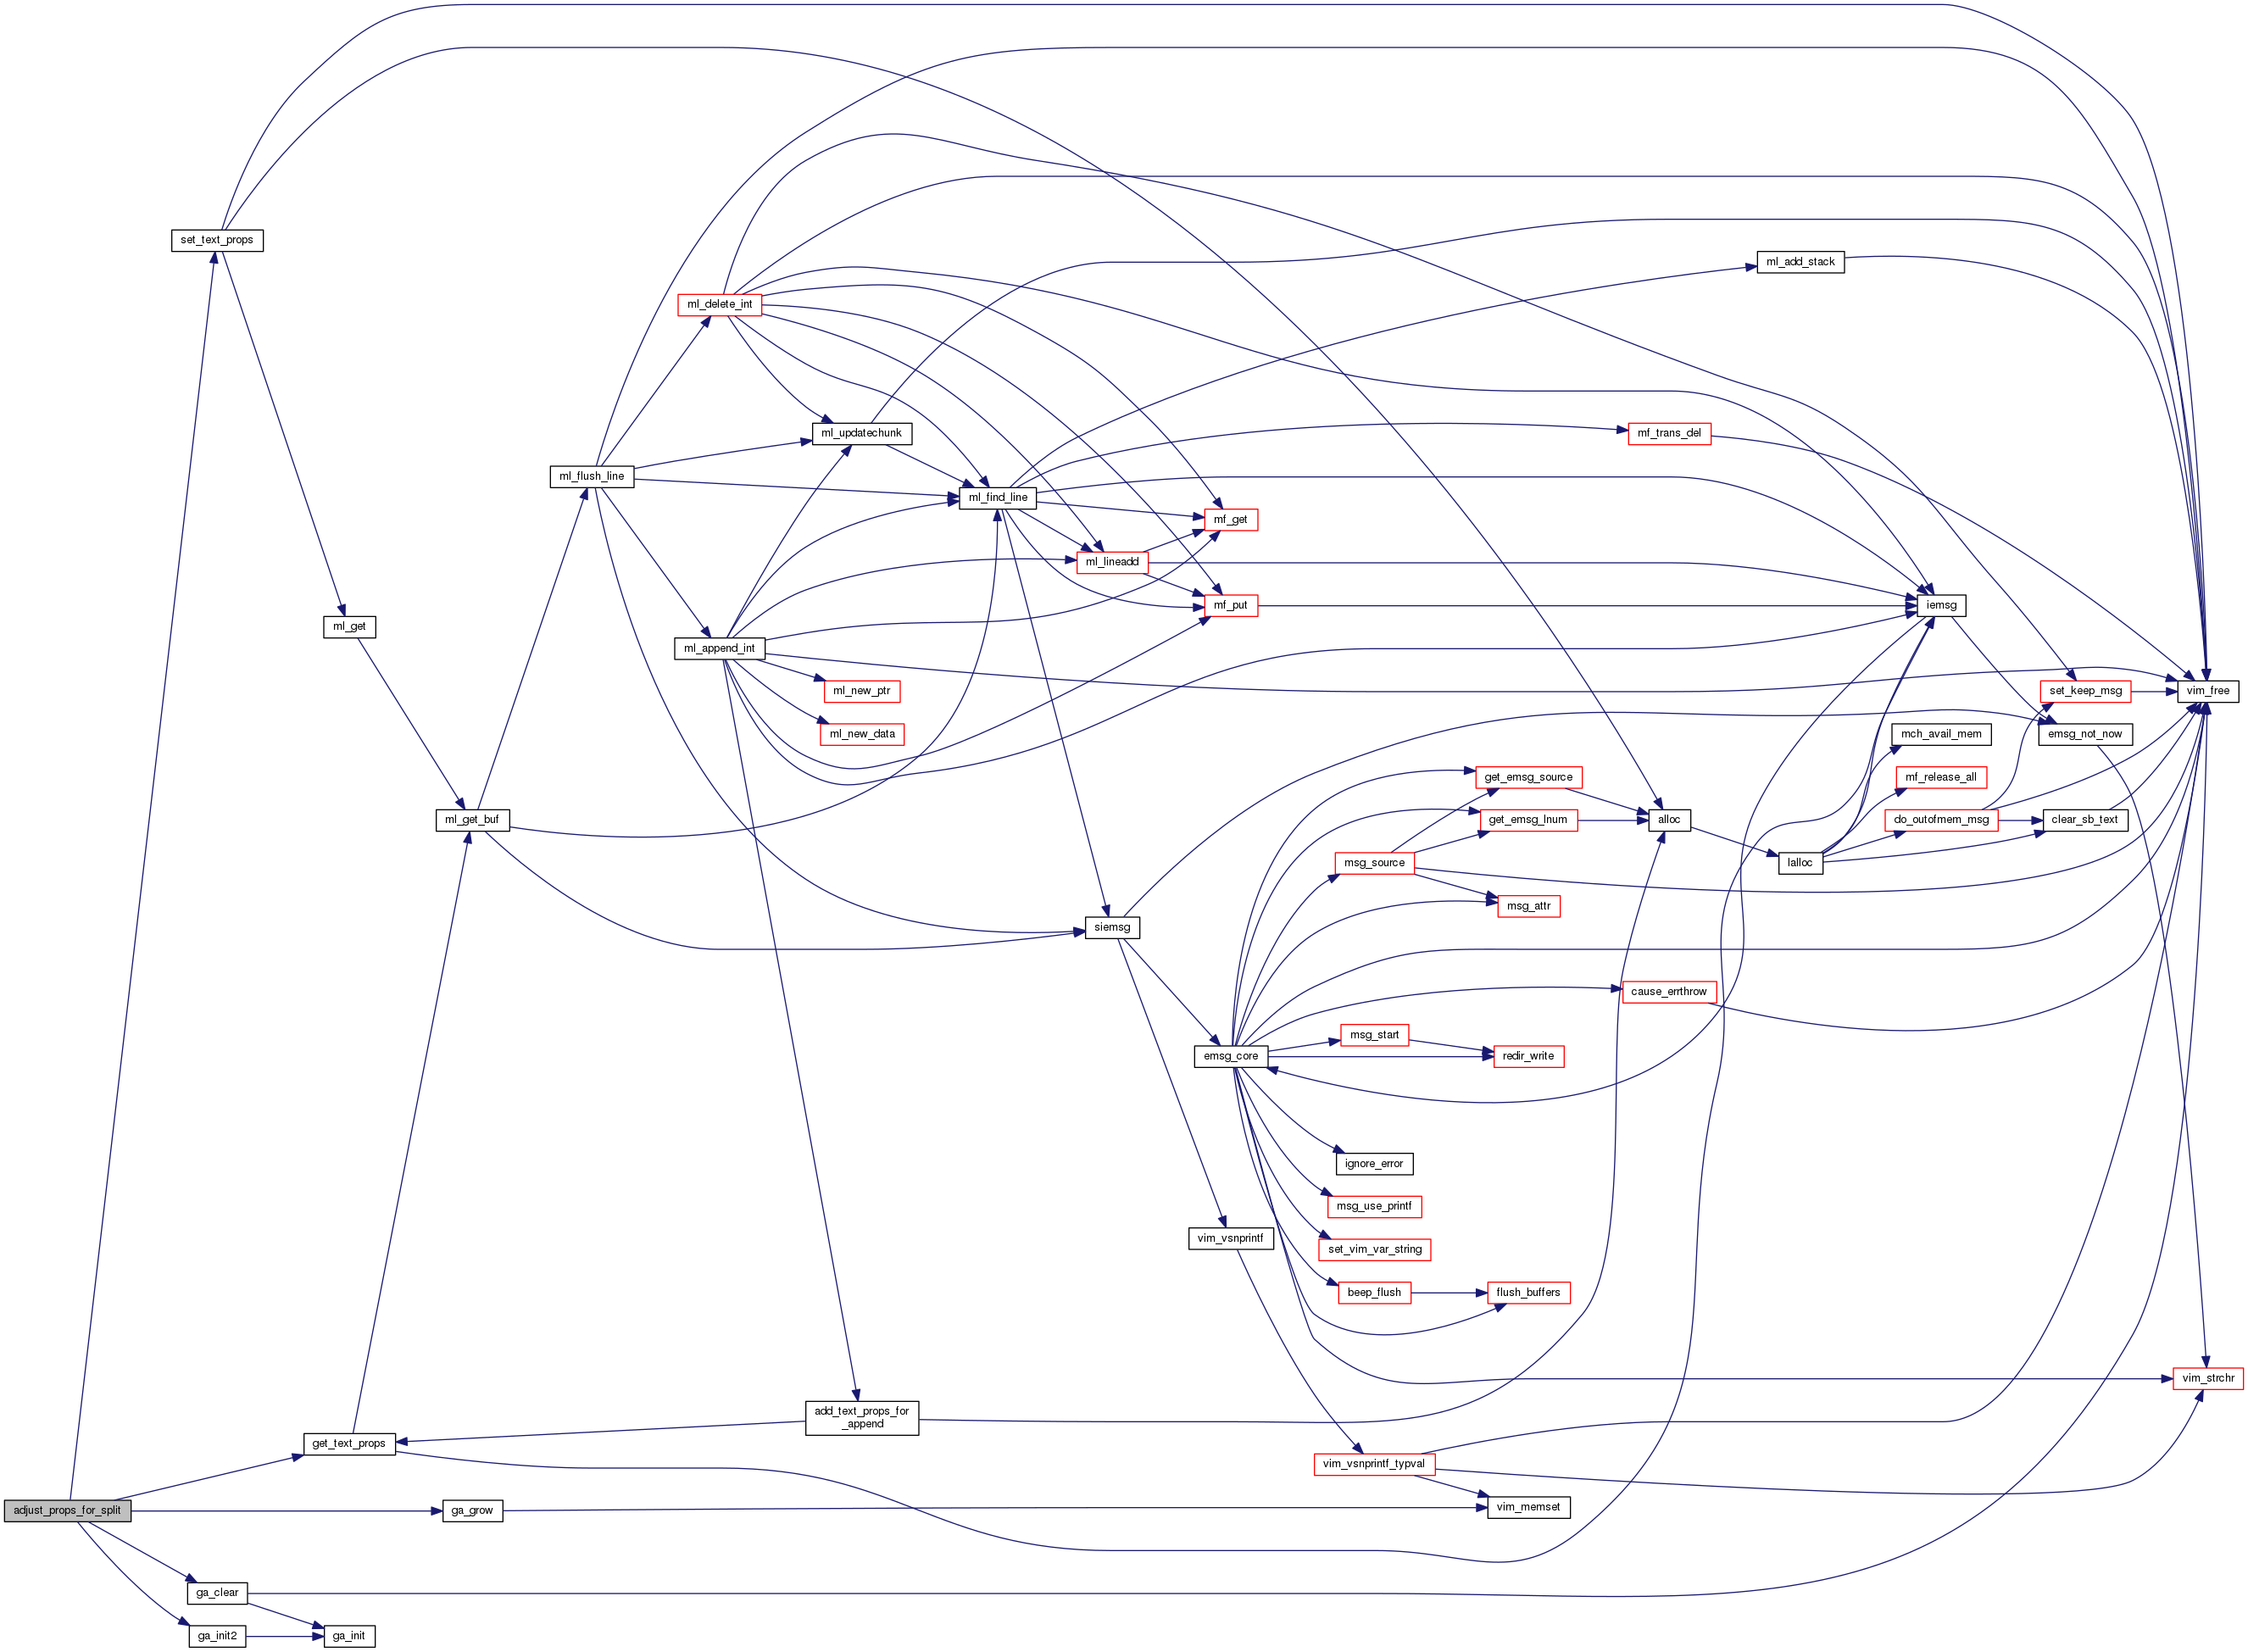 set_text_props
ml_add_stack
ml_delete_int
ml_updatechunk
mf_trans_del
ml_flush_line
ml_find_line
mf_get
ml_lineadd
mf_put
iemsg
ml_get
ml_append_int
ml_new_ptr
set_keep_msg
vim_free
ml_new_data
mch_avail_mem
emsg_not_now
get_emsg_source
mf_release_all
ml_get_buf
get_emsg_lnum
alloc
do_outofmem_msg
clear_sb_text
msg_source
lalloc
msg_attr
siemsg
cause_errthrow
msg_start
emsg_core
redir_write
ignore_error
msg_use_printf
vim_vsnprintf
set_vim_var_string
beep_flush
flush_buffers
vim_strchr
add_text_props_for
_append
get_text_props
vim_vsnprintf_typval
adjust_props_for_split
ga_grow
vim_memset
ga_clear
ga_init2
ga_init